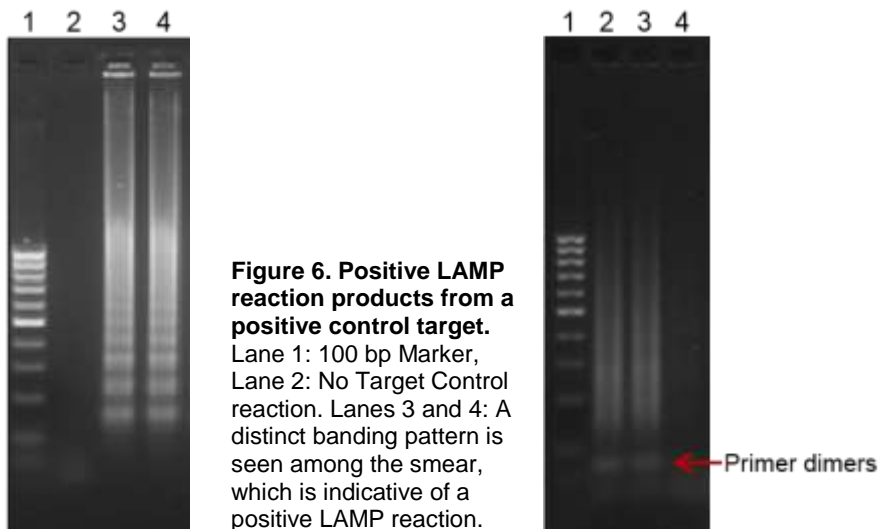 1 2 3 4
Figure 6. Positive LAMP
reaction products from a
positive control target.
Lane 1: 100 bp Marker,
Lane 2: No Target Control
reaction. Lanes 3 and 4: A
distinct banding pattern is
seen among the smear,
which is indicative of a
positive LAMP reaction.
1 2 3 4
Primer dimers